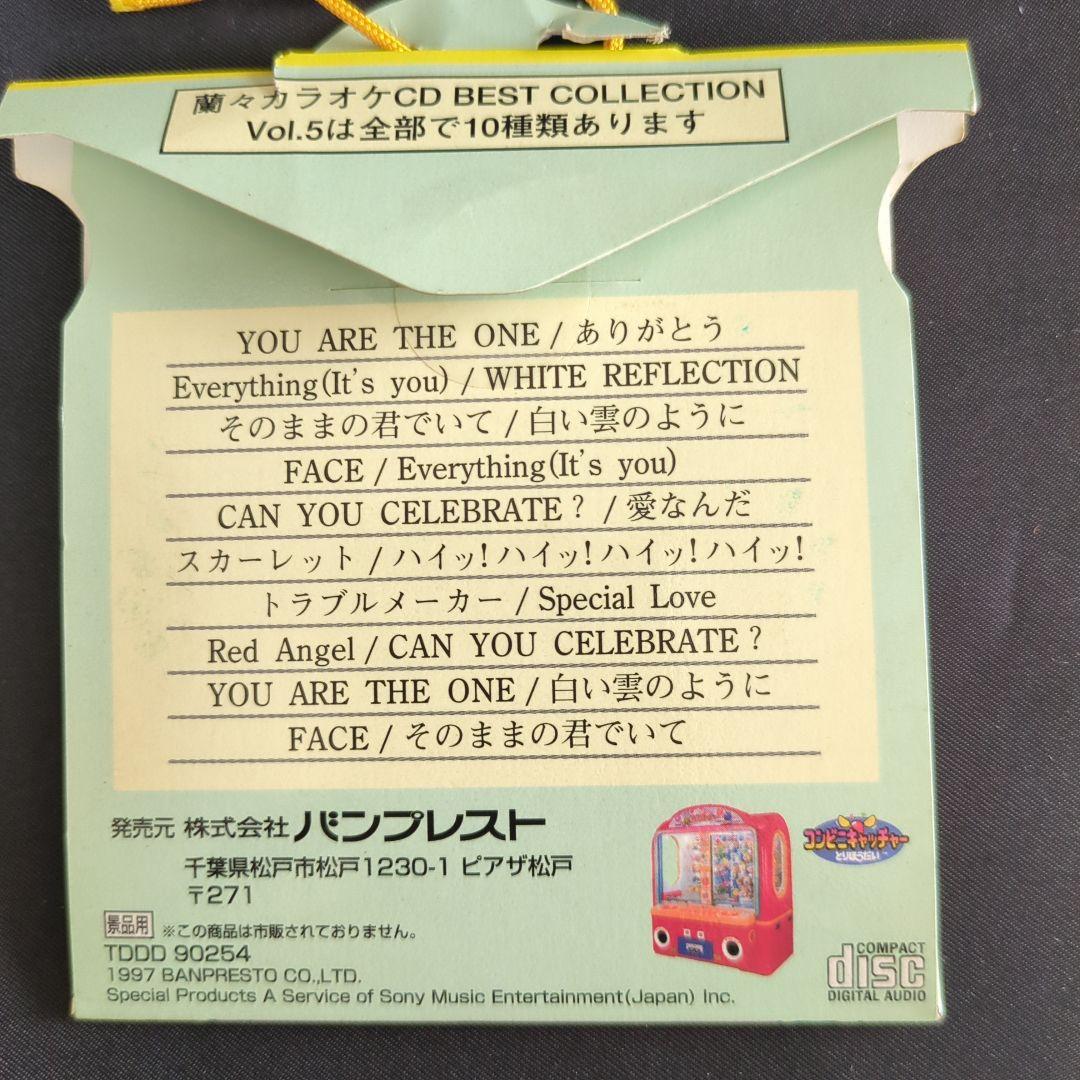 蘭々カラオケCD BEST COLLECTION
Vol.5は全部で10種類あります
YOU ARE THE ONE / ありがとう
Everything(It's you) / WHITE REFLECTION
そのままの君でいて / 白い雲のように
FACE / Everything(It's you)
CAN YOU CELEBRATE? / 愛なんだ
スカーレット / ハイッ!ハイッ!ハイッ!ハイッ!
トラブルメーカー / Special Love
Red Angel / CAN YOU CELEBRATE?
YOU ARE THE ONE / 白い雲のように
FACE / そのままの君でいて
発売元 株式会社 バンプレスト
千葉県松戸市松戸1230-1 ピアザ松戸
〒271
コンビニキャッチャー
とりほうだい
景品用 ※この商品は市販されておりません。
TDDD 90254
1997 BANPRESTO CO.,LTD.
Special Products A Service of Sony Music Entertainment(Japan) Inc.
COMPACT
disc
DIGITAL AUDIO